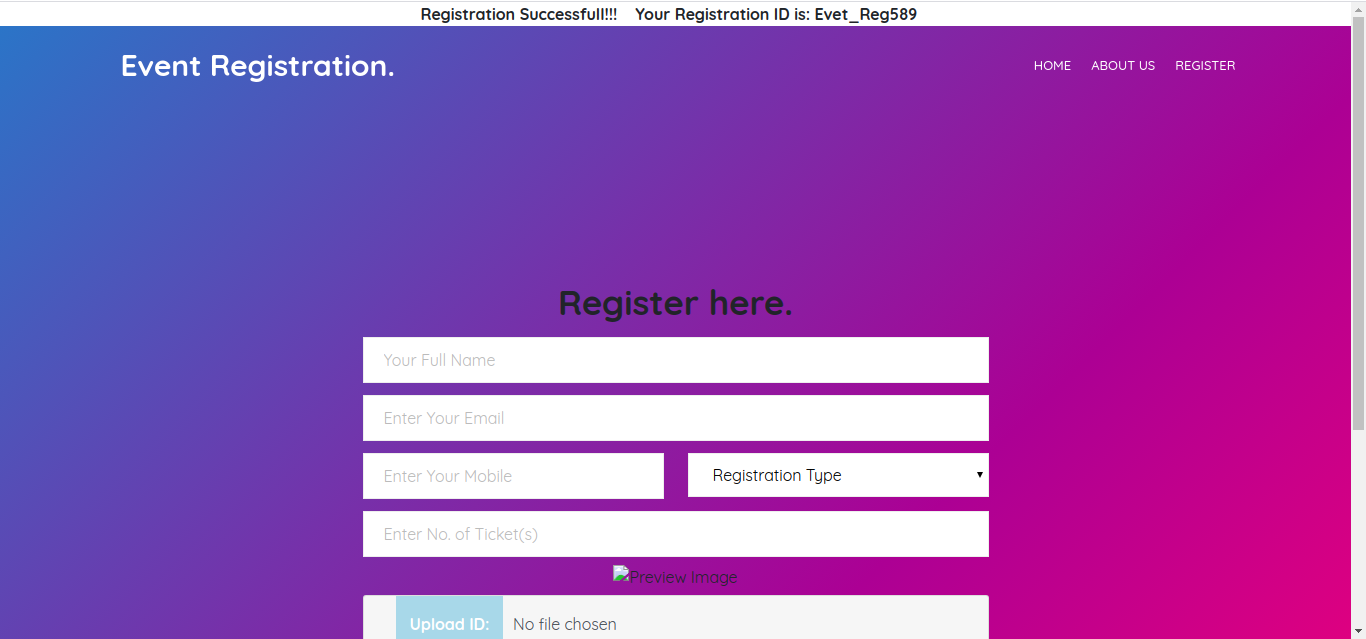 Registration Successfull!!! Your Registration ID is: Evet_Reg589
Event Registration.
HOME ABOUT US REGISTER
Register here.
Your Full Name
Enter Your Email
Enter Your Mobile Registration Type
Enter No. of Ticket(s)
Preview Image
Upload ID: No file chosen